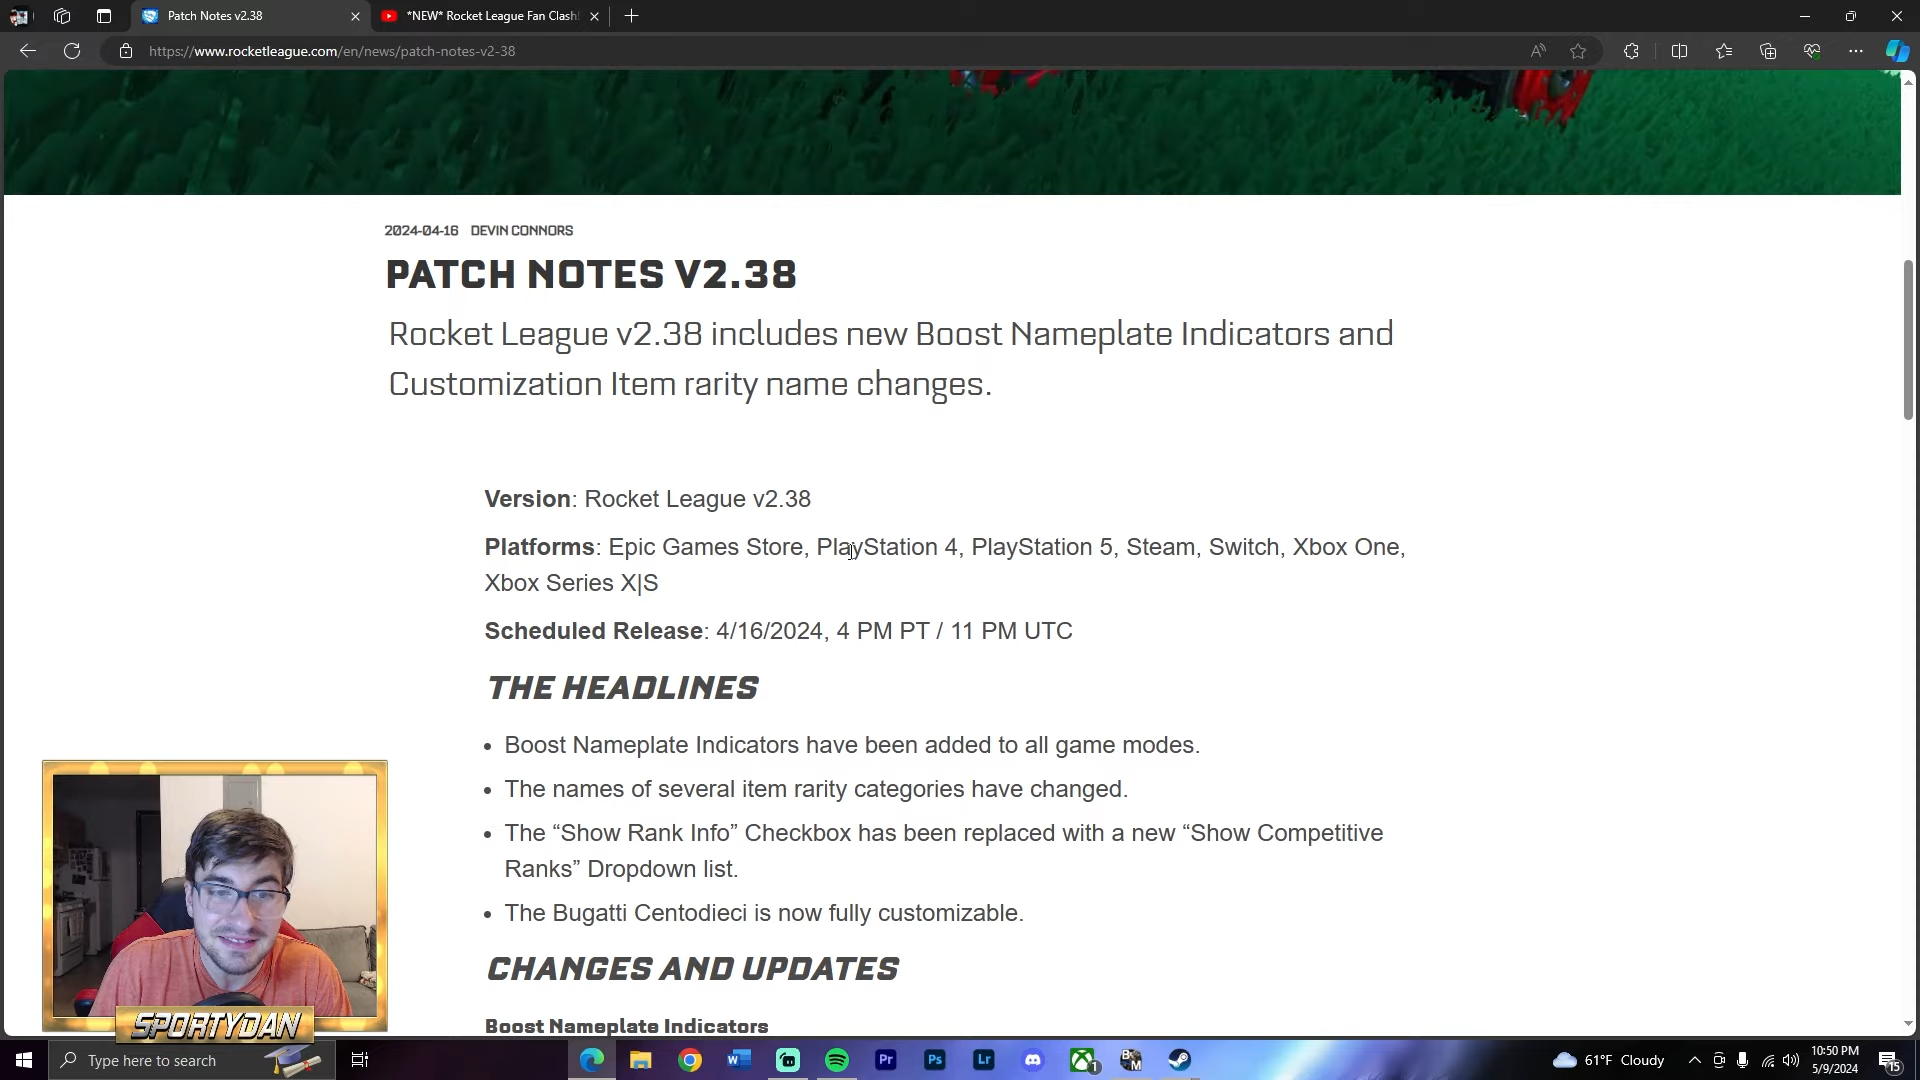 Patch Notes v2.38
*NEW* Rocket League Fan Clash!
https://www.rocketleague.com/en/news/patch-notes-v2-38
2024-04-16 DEVIN CONNORS
PATCH NOTES V2.38
Rocket League v2.38 includes new Boost Nameplate Indicators and
Customization Item rarity name changes.
Version: Rocket League v2.38
Platforms: Epic Games Store, PlayStation 4, PlayStation 5, Steam, Switch, Xbox One,
Xbox Series X|S
Scheduled Release: 4/16/2024, 4 PM PT / 11 PM UTC
THE HEADLINES
• Boost Nameplate Indicators have been added to all game modes.
• The names of several item rarity categories have changed.
• The “Show Rank Info” Checkbox has been replaced with a new “Show Competitive
Ranks” Dropdown list.
• The Bugatti Centodieci is now fully customizable.
CHANGES AND UPDATES
Boost Nameplate Indicators
SPORTYDAN
Type here to search
W
Pr
Ps
Lr
1
61°F Cloudy
10:50 PM
5/9/2024
15